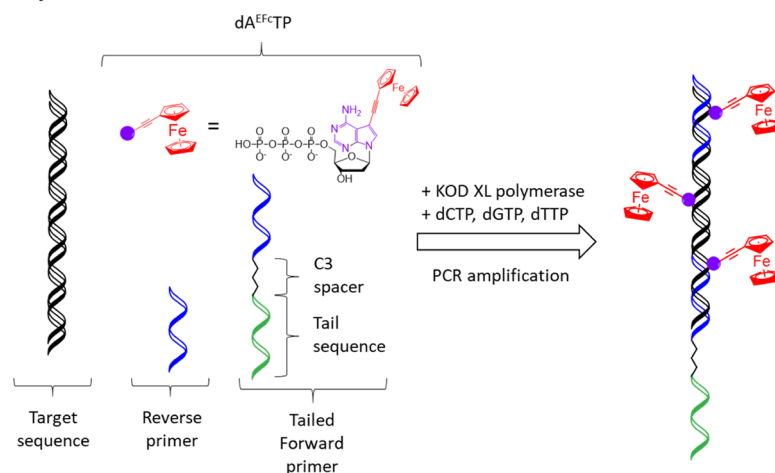 dA^EFcTP
Fe
=
NH₂
Fe
N
N
N
HO-P-O-P-O-P-O
O O O
O⁻ O⁻ O⁻
O
OH
+ KOD XL polymerase
+ dCTP, dGTP, dTTP
PCR amplification
C3
spacer
Tail
sequence
Target
sequence
Reverse
primer
Tailed
Forward
primer
Fe
Fe
Fe